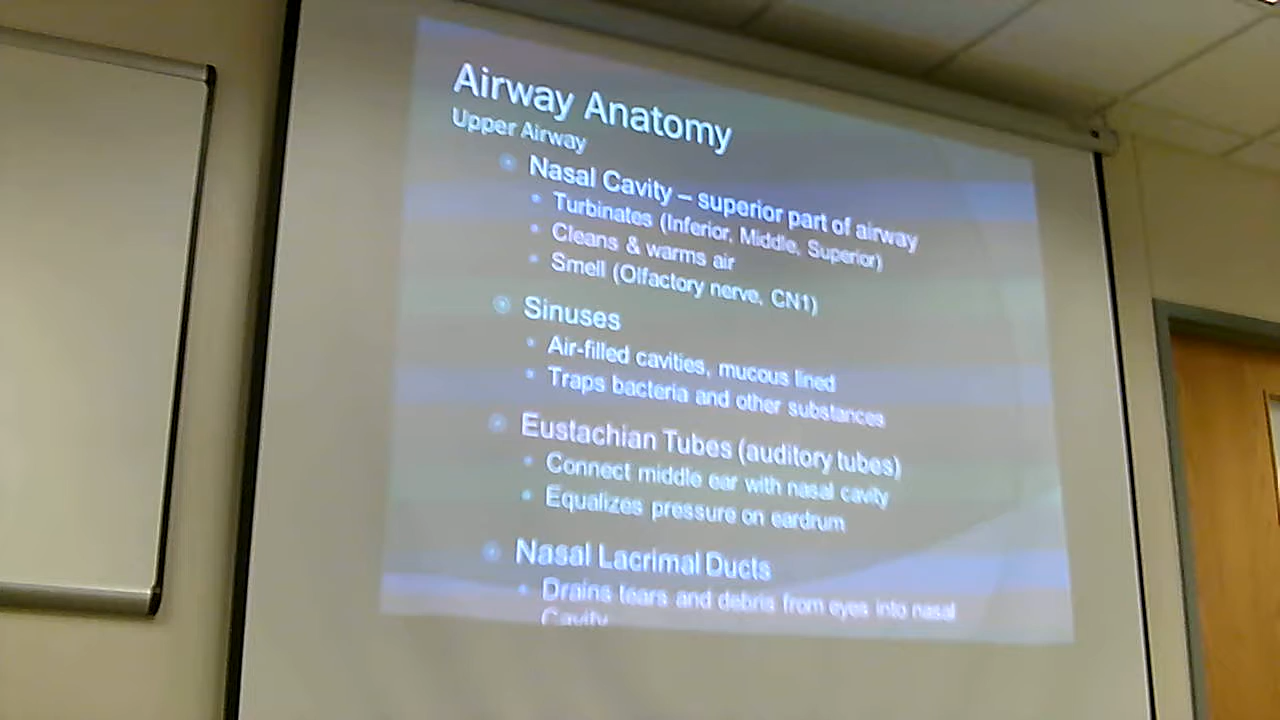 Airway Anatomy
Upper Airway
Nasal Cavity – superior part of airway
Turbinates (Inferior, Middle, Superior)
Cleans & warms air
Smell (Olfactory nerve, CN1)
Sinuses
Air-filled cavities, mucous lined
Traps bacteria and other substances
Eustachian Tubes (auditory tubes)
Connect middle ear with nasal cavity
Equalizes pressure on eardrum
Nasal Lacrimal Ducts
Drains tears and debris from eyes into nasal
Cavity